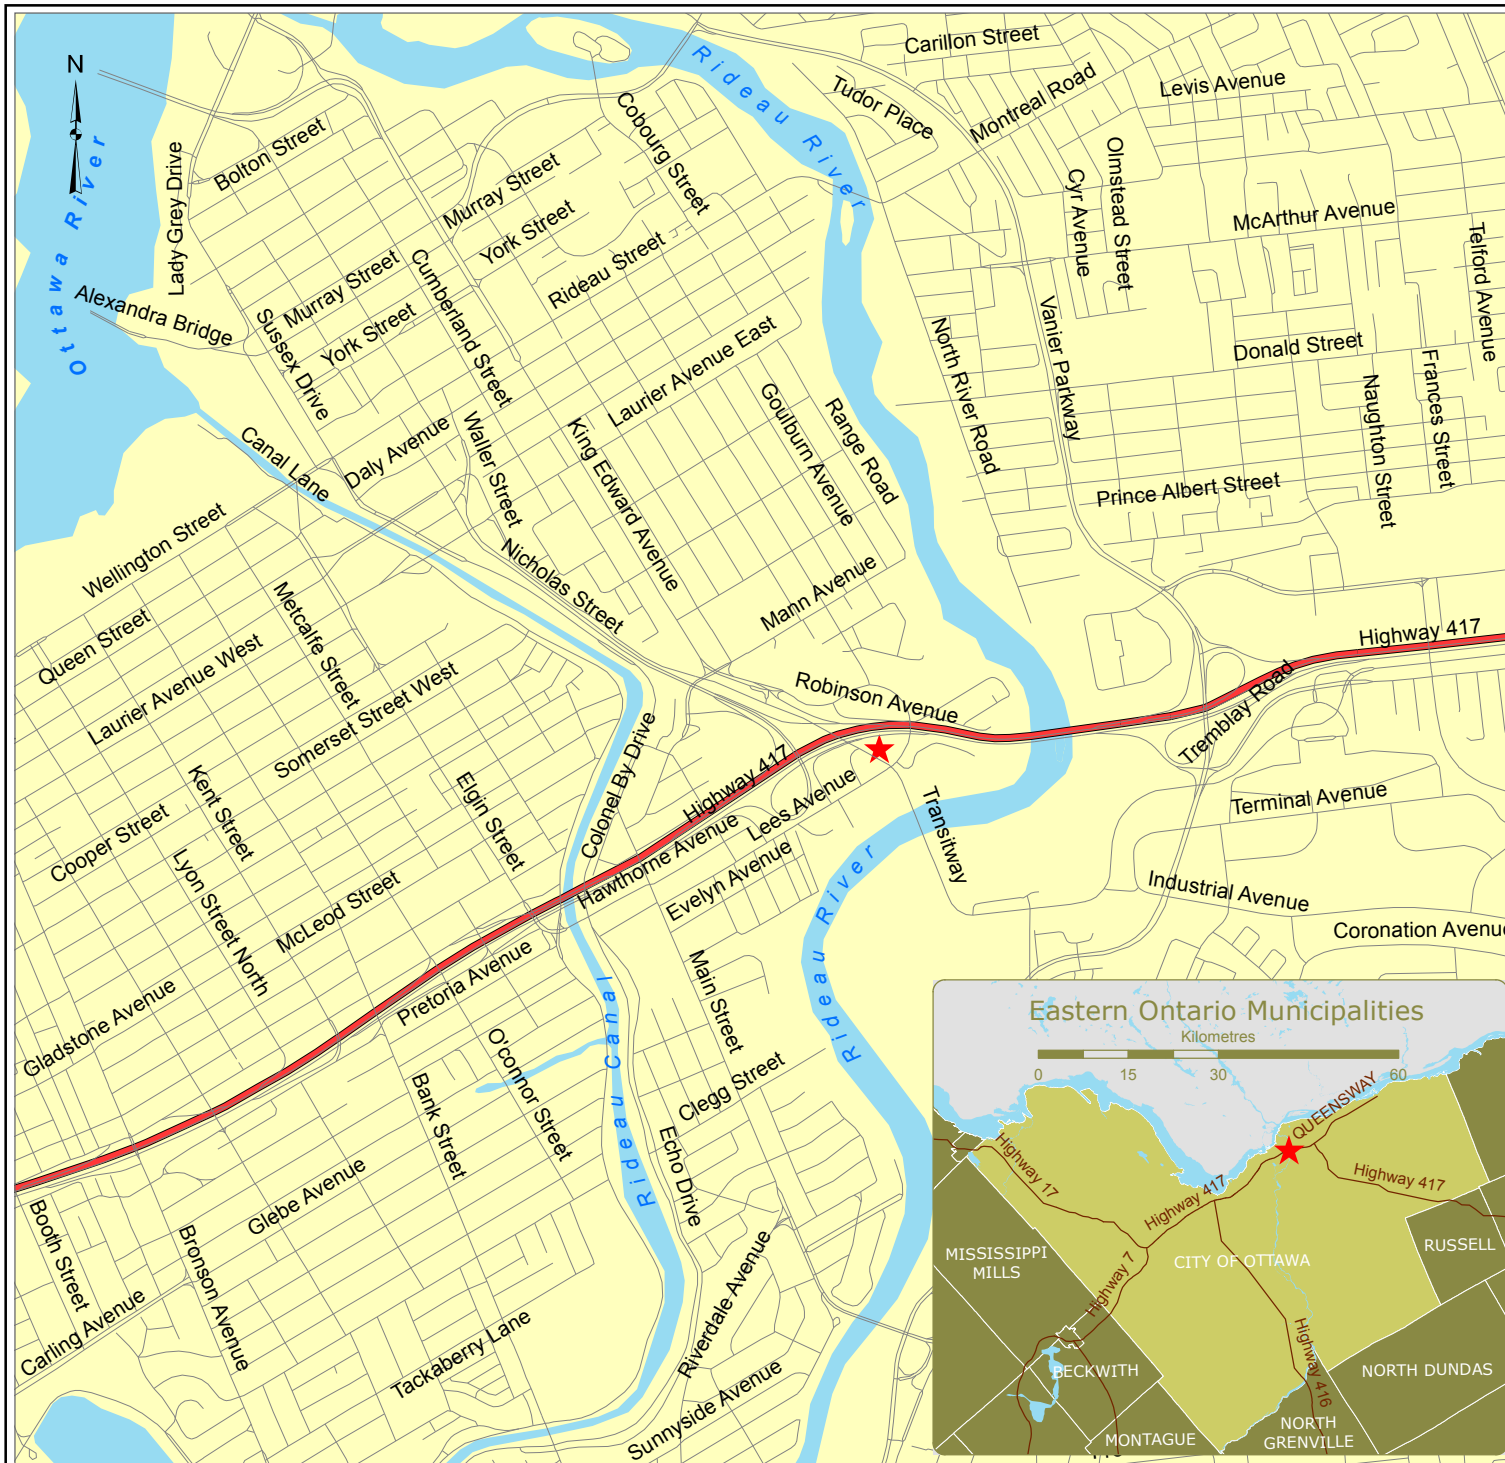 N
Carillon Street
Levis Avenue
Montreal Road
Tudor Place
Rideau River
Cobourg Street
Bolton Street
Lady Grey Drive
Ottawa River
Murray Street
York Street
Rideau Street
Olmstead Street
Cyr Avenue
McArthur Avenue
Telford Avenue
Alexandra Bridge
Murray Street
York Street
Sussex Drive
Cumberland Street
Laurier Avenue East
North River Road
Vanier Parkway
Donald Street
Frances Street
Naughton Street
Goulburn Avenue
Range Road
King Edward Avenue
Waller Street
Daly Avenue
Canal Lane
Prince Albert Street
Wellington Street
Nicholas Street
Mann Avenue
Queen Street
Metcalfe Street
Laurier Avenue West
Somerset Street West
Highway 417
Robinson Avenue
Tremblay Road
Colonel By Drive
Highway 417
Lees Avenue
Transitway
Terminal Avenue
Kent Street
Elgin Street
Cooper Street
Hawthorne Avenue
Evelyn Avenue
Rideau River
Industrial Avenue
Coronation Avenue
Lyon Street North
McLeod Street
Gladstone Avenue
Pretoria Avenue
Main Street
Rideau Canal
O'connor Street
Bank Street
Clegg Street
Echo Drive
Glebe Avenue
Booth Street
Bronson Avenue
Carling Avenue
Tackaberry Lane
Riverdale Avenue
Sunnyside Avenue
Eastern Ontario Municipalities
Kilometres
0 15 30 60
QUEENSWAY
Highway 17
Highway 417
Highway 417
MISSISSIPPI
MILLS
CITY OF OTTAWA
RUSSELL
Highway 7
Highway 416
BECKWITH
NORTH DUNDAS
MONTAGUE
NORTH
GRENVILLE